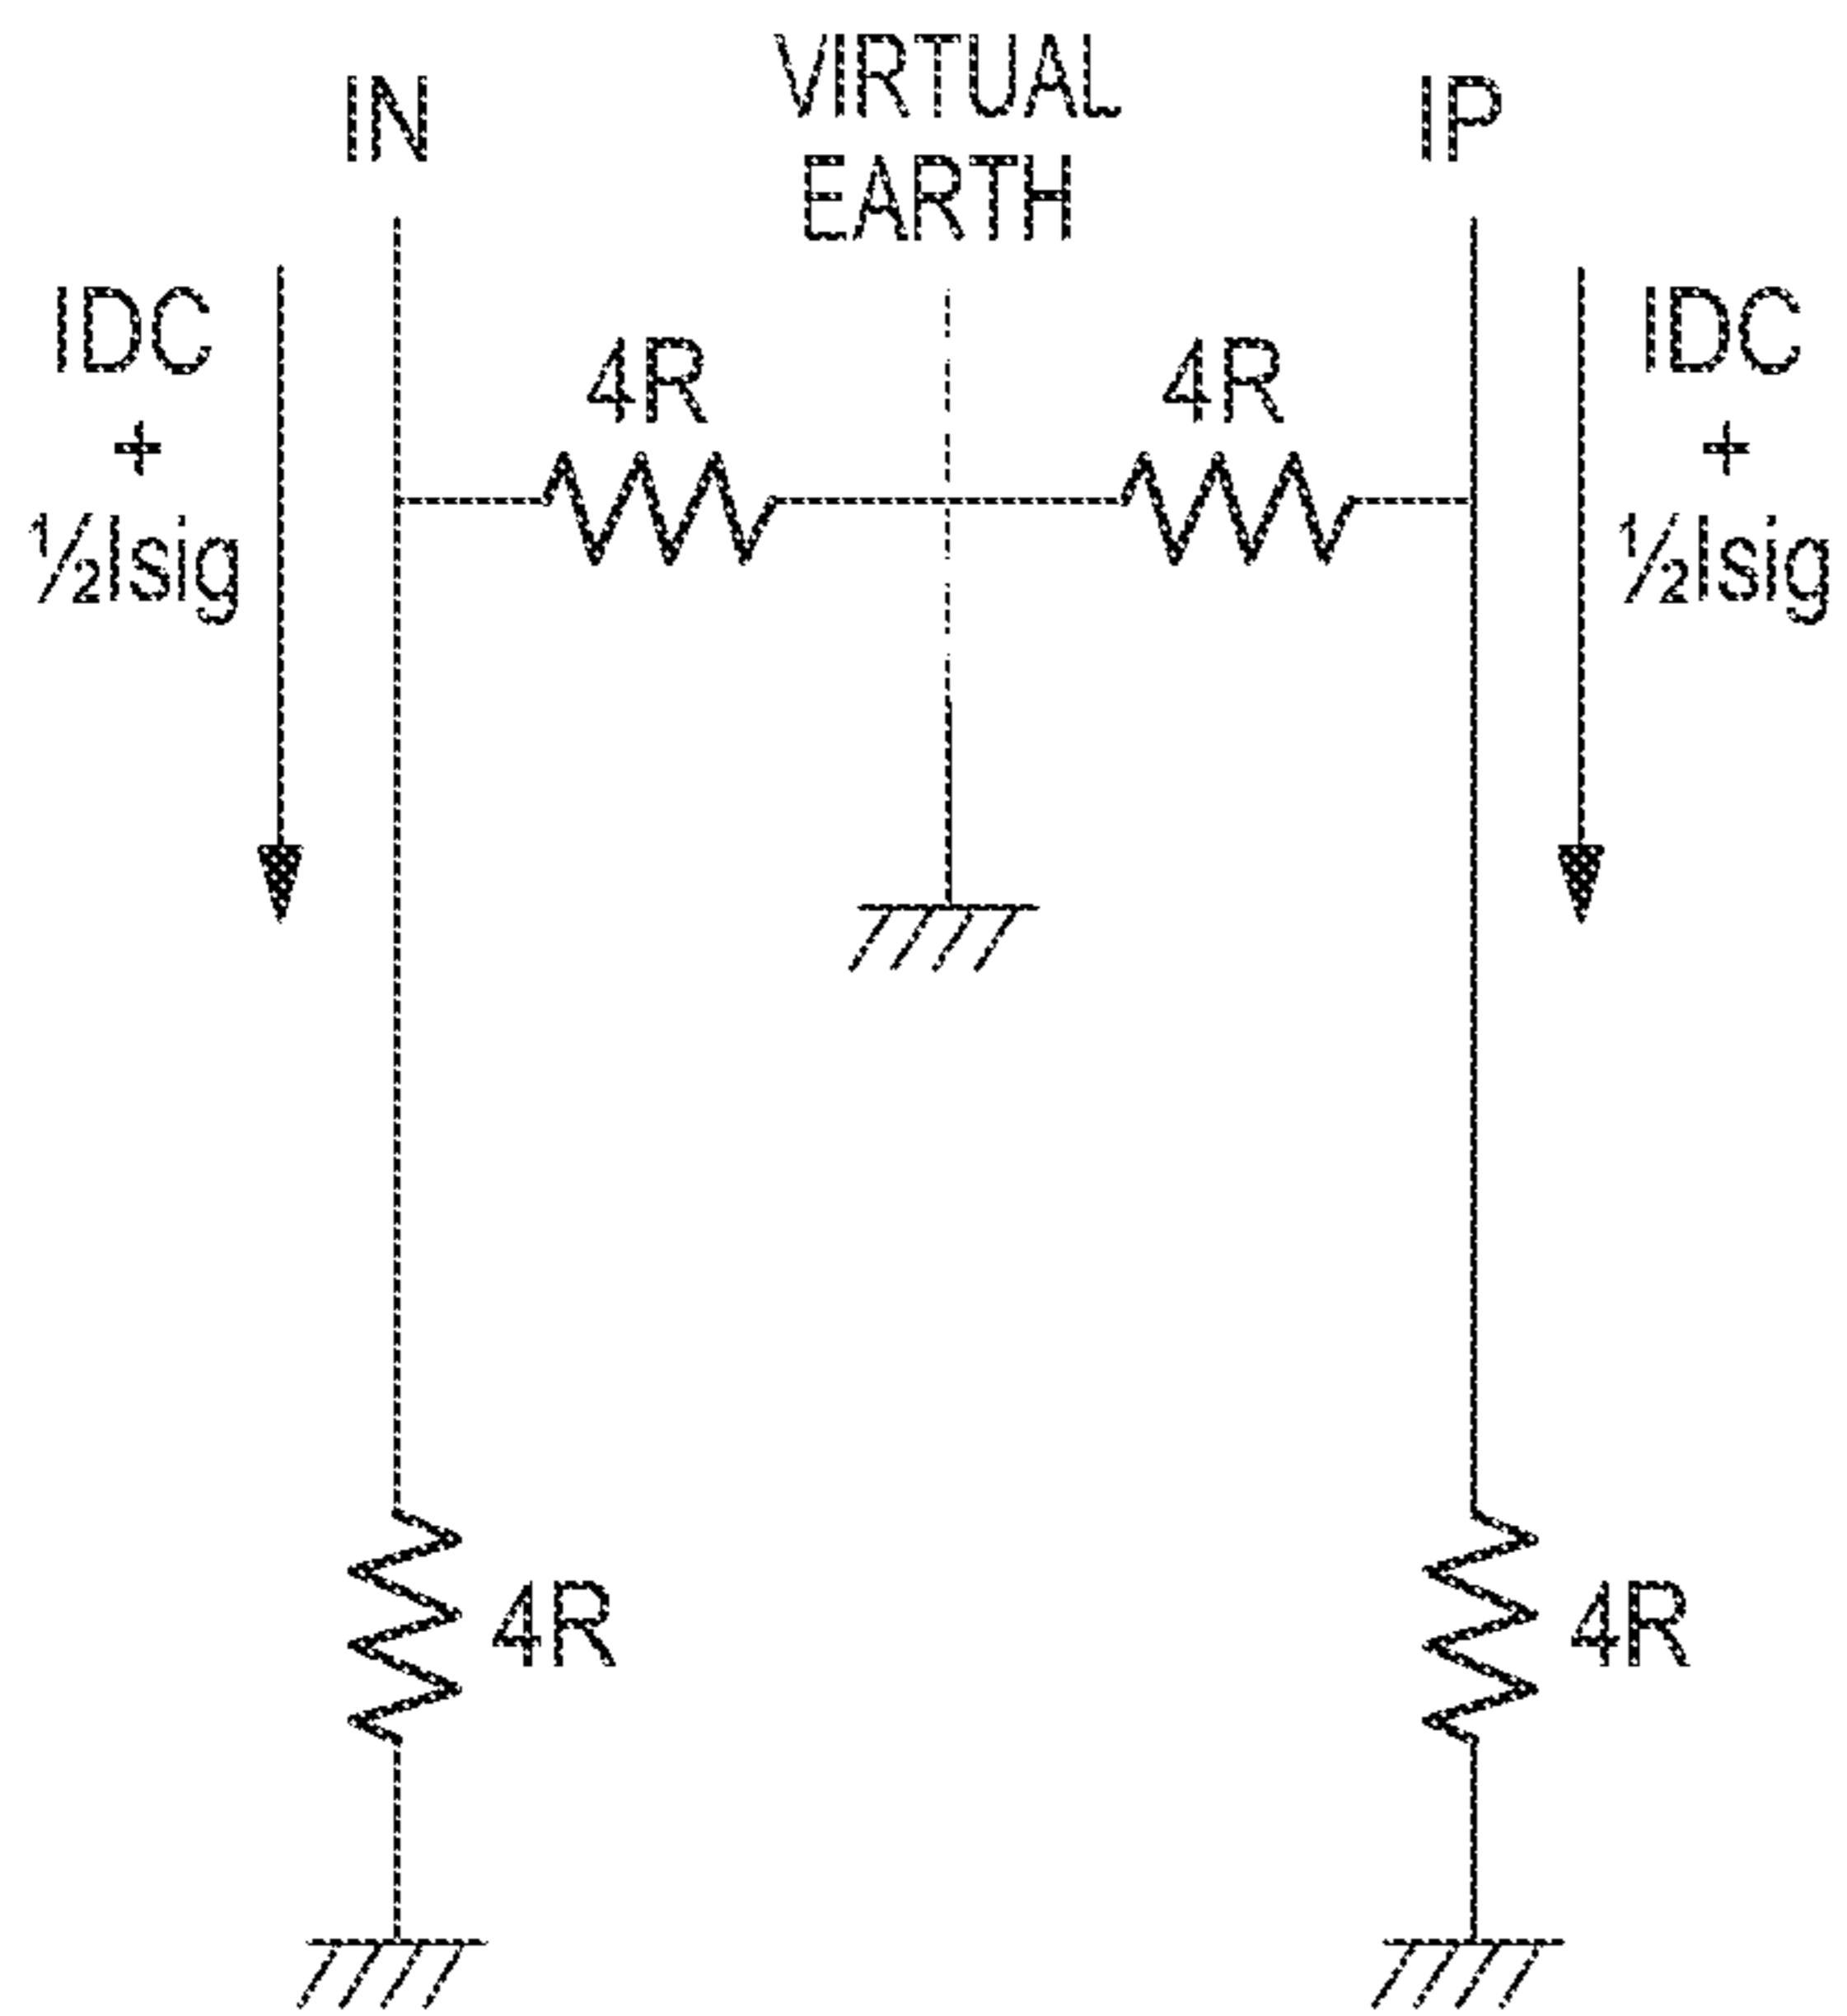 IN
VIRTUAL
EARTH
IP
IDC
+
½Isig
4R
4R
IDC
+
½Isig
4R
4R